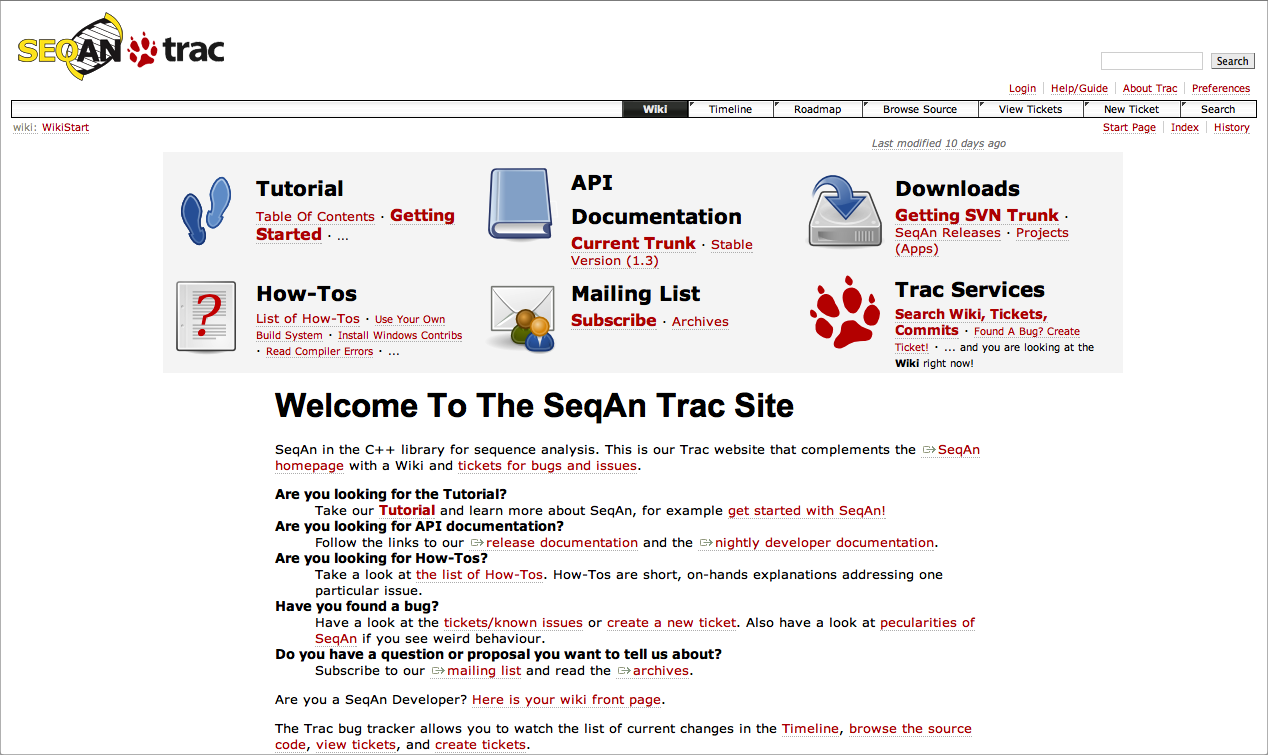 SEQAN trac
Search
Login Help/Guide About Trac Preferences
Wiki Timeline Roadmap Browse Source View Tickets New Ticket Search
wiki: WikiStart
Start Page Index History
Last modified 10 days ago
Tutorial
Table Of Contents · Getting
Started · ...
API
Documentation
Current Trunk · Stable
Version (1.3)
Downloads
Getting SVN Trunk ·
SeqAn Releases · Projects
(Apps)
?
How-Tos
List of How-Tos · Use Your Own
Build System · Install Windows Contribs
· Read Compiler Errors · ...
Mailing List
Subscribe · Archives
Trac Services
Search Wiki, Tickets,
Commits · Found A Bug? Create
Ticket! · ... and you are looking at the
Wiki right now!
Welcome To The SeqAn Trac Site
SeqAn in the C++ library for sequence analysis. This is our Trac website that complements the SeqAn
homepage with a Wiki and tickets for bugs and issues.
Are you looking for the Tutorial?
Take our Tutorial and learn more about SeqAn, for example get started with SeqAn!
Are you looking for API documentation?
Follow the links to our release documentation and the nightly developer documentation.
Are you looking for How-Tos?
Take a look at the list of How-Tos. How-Tos are short, on-hands explanations addressing one
particular issue.
Have you found a bug?
Have a look at the tickets/known issues or create a new ticket. Also have a look at pecularities of
SeqAn if you see weird behaviour.
Do you have a question or proposal you want to tell us about?
Subscribe to our mailing list and read the archives.
Are you a SeqAn Developer? Here is your wiki front page.
The Trac bug tracker allows you to watch the list of current changes in the Timeline, browse the source
code, view tickets, and create tickets.